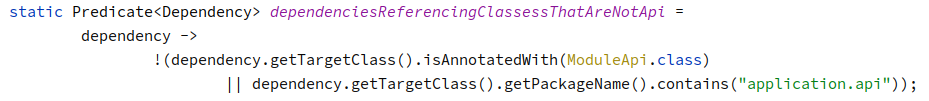 static Predicate<Dependency> dependenciesReferencingClassessThatAreNotApi =
dependency ->
!(dependency.getTargetClass().isAnnotatedWith(ModuleApi.class)
|| dependency.getTargetClass().getPackageName().contains("application.api"));